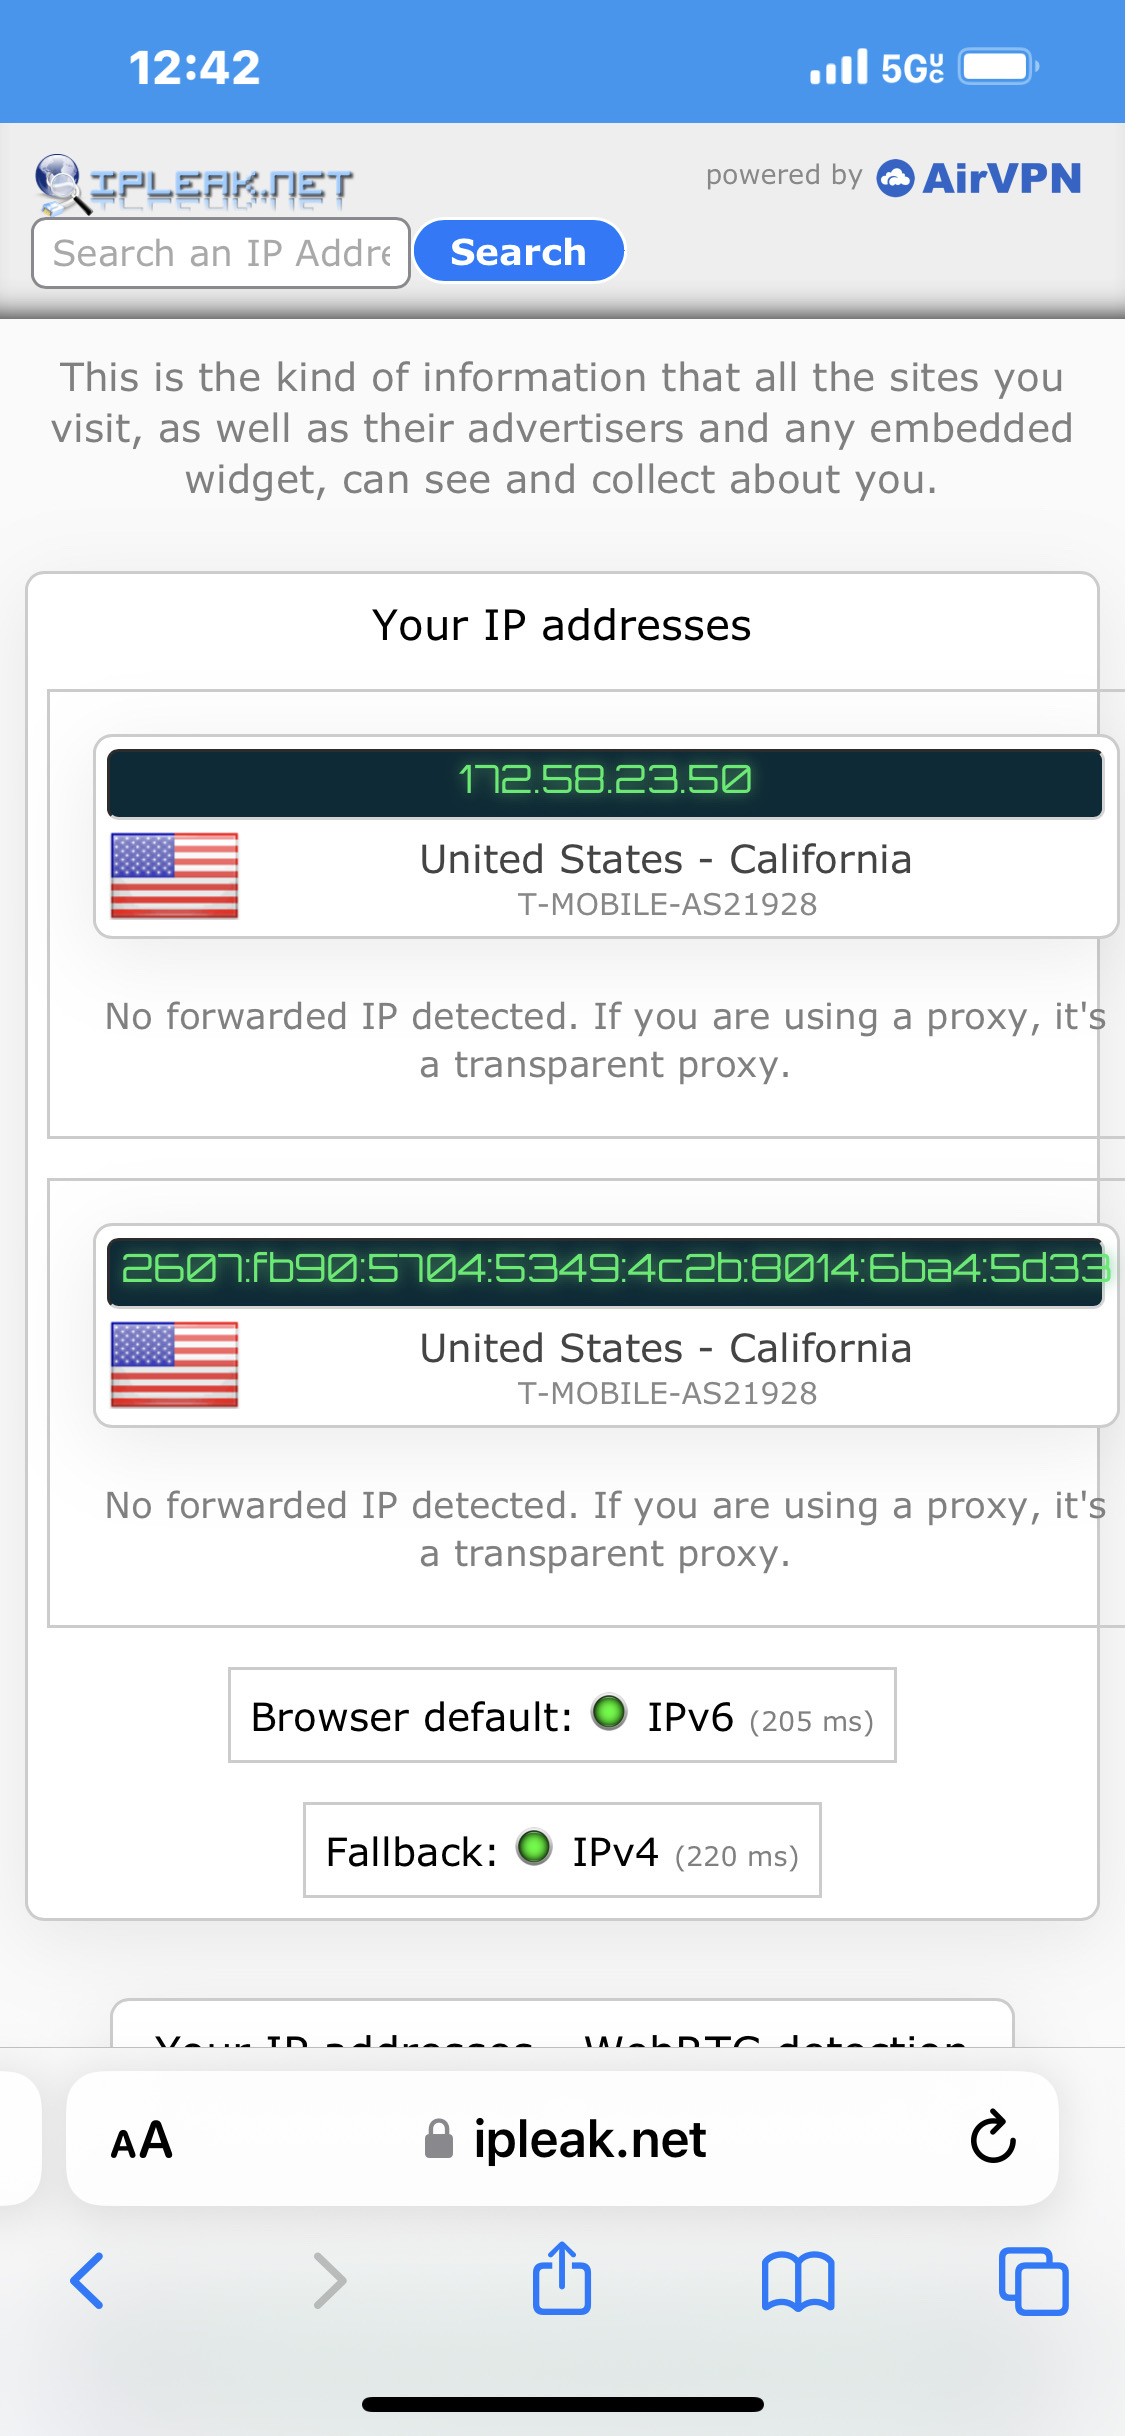 12:42
5G UC
IPLEAK.NET
powered by AirVPN
Search an IP Addre
Search
This is the kind of information that all the sites you
visit, as well as their advertisers and any embedded
widget, can see and collect about you.
Your IP addresses
172.58.23.50
United States - California
T-MOBILE-AS21928
No forwarded IP detected. If you are using a proxy, it's
a transparent proxy.
2607:fb90:5704:5349:4c2b:8014:6ba4:5d33
United States - California
T-MOBILE-AS21928
No forwarded IP detected. If you are using a proxy, it's
a transparent proxy.
Browser default: IPv6 (205 ms)
Fallback: IPv4 (220 ms)
Your IP addresses - WebRTC detection
AA
ipleak.net